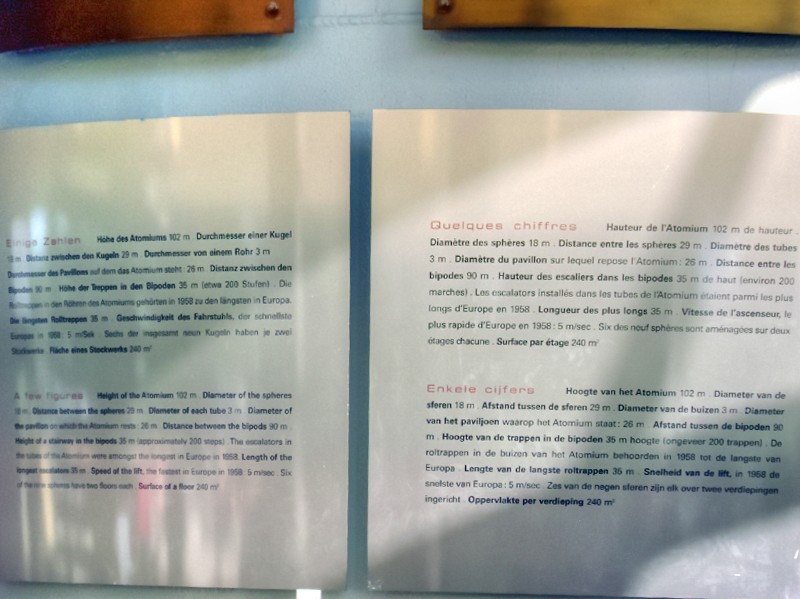 Einige Zahlen Höhe des Atomiums 102 m . Durchmesser einer Kugel
18 m . Distanz zwischen den Kugeln 29 m . Durchmesser von einem Rohr 3 m
Durchmesser des Pavillons auf dem das Atomium steht : 26 m . Distanz zwischen den
Bipoden 90 m . Höhe der Treppen in den Bipoden 35 m (etwa 200 Stufen) . Die
Rolltreppen in den Röhren des Atomiums gehörten in 1958 zu den längsten in Europa.
Die längsten Rolltreppen 35 m . Geschwindigkeit des Fahrstuhls, der schnellste
Europas in 1958 : 5 m/Sek . Sechs der insgesamt neun Kugeln haben je zwei
Stockwerke . Fläche eines Stockwerks 240 m²
A few figures Height of the Atomium 102 m . Diameter of the spheres
18 m . Distance between the spheres 29 m . Diameter of each tube 3 m . Diameter of
the pavilion on which the Atomium rests : 26 m . Distance between the bipods 90 m .
Height of a stairway in the bipods 35 m (approximately 200 steps) . The escalators in
the tubes of the Atomium were amongst the longest in Europe in 1958. Length of the
longest escalators 35 m . Speed of the lift, the fastest in Europe in 1958 : 5 m/sec . Six
of the nine spheres have two floors each . Surface of a floor 240 m²
Quelques chiffres Hauteur de l'Atomium 102 m de hauteur .
Diamètre des sphères 18 m . Distance entre les sphères 29 m . Diamètre des tubes
3 m . Diamètre du pavillon sur lequel repose l'Atomium : 26 m . Distance entre les
bipodes 90 m . Hauteur des escaliers dans les bipodes 35 m de haut (environ 200
marches) . Les escalators installés dans les tubes de l'Atomium étaient parmi les plus
longs d'Europe en 1958 . Longueur des plus longs 35 m . Vitesse de l'ascenseur, le
plus rapide d'Europe en 1958 : 5 m/sec . Six des neuf sphères sont aménagées sur deux
étages chacune . Surface par étage 240 m²
Enkele cijfers Hoogte van het Atomium 102 m . Diameter van de
sferen 18 m . Afstand tussen de sferen 29 m . Diameter van de buizen 3 m . Diameter
van het paviljoen waarop het Atomium staat : 26 m . Afstand tussen de bipoden 90
m . Hoogte van de trappen in de bipoden 35 m hoogte (ongeveer 200 trappen) . De
roltrappen in de buizen van het Atomium behoorden in 1958 tot de langste van
Europa . Lengte van de langste roltrappen 35 m . Snelheid van de lift, in 1958 de
snelste van Europa : 5 m/sec . Zes van de negen sferen zijn elk over twee verdiepingen
ingericht . Oppervlakte per verdieping 240 m²